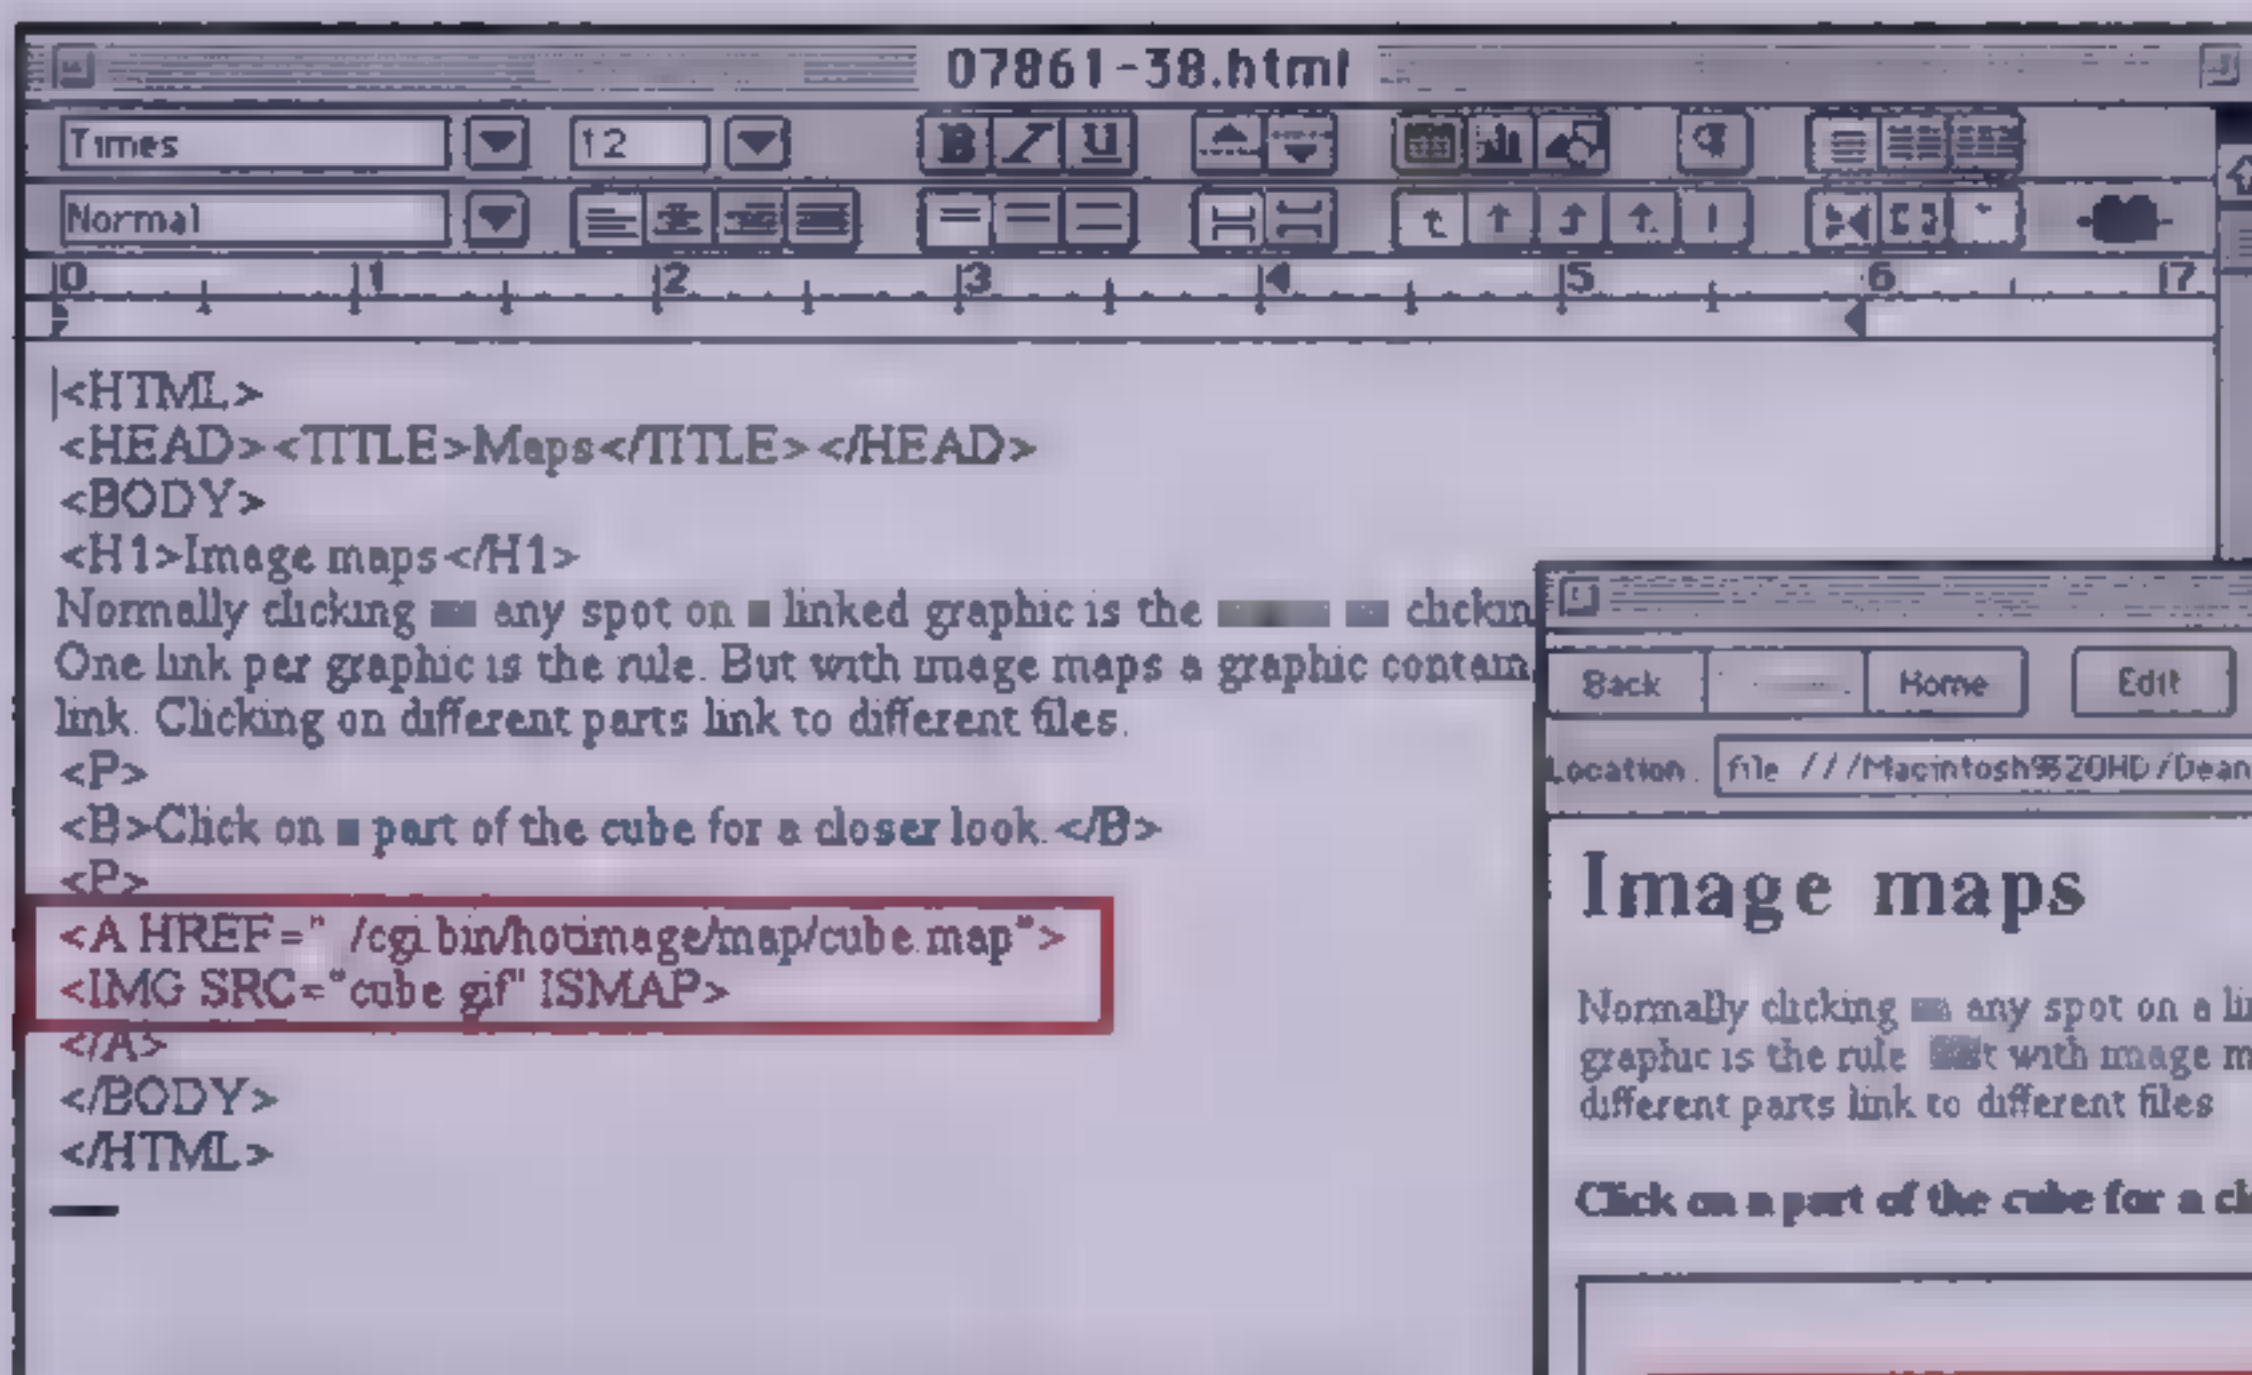 07861-38.html
Times
12
B I U
Normal
0 1 2 3 4 5 6 7
<HTML>
<HEAD><TITLE>Maps</TITLE></HEAD>
<BODY>
<H1>Image maps</H1>
Normally clicking any spot on linked graphic is the clickin
One link per graphic is the rule. But with image maps a graphic contain
link. Clicking on different parts link to different files.
<P>
<B>Click on part of the cube for a closer look.</B>
<P>
<A HREF=" /cgi.bin/hotimage/map/cube.map">
<IMG SRC="cube.gif" ISMAP>
</A>
</BODY>
</HTML>
Back Home Edit
Location: file ///Macintosh%20HD/Dean
Image maps
Normally clicking any spot on a li
graphic is the rule with image m
different parts link to different files
Click on a part of the cube for a cl